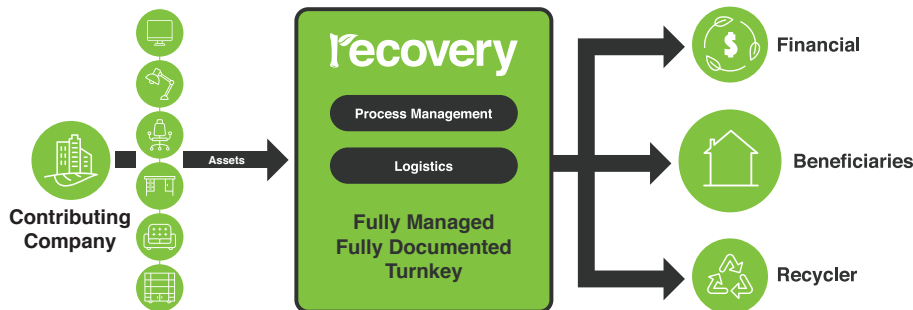 Contributing
Company
Assets
recovery
Process Management
Logistics
Fully Managed
Fully Documented
Turnkey
$
Financial
Beneficiaries
Recycler